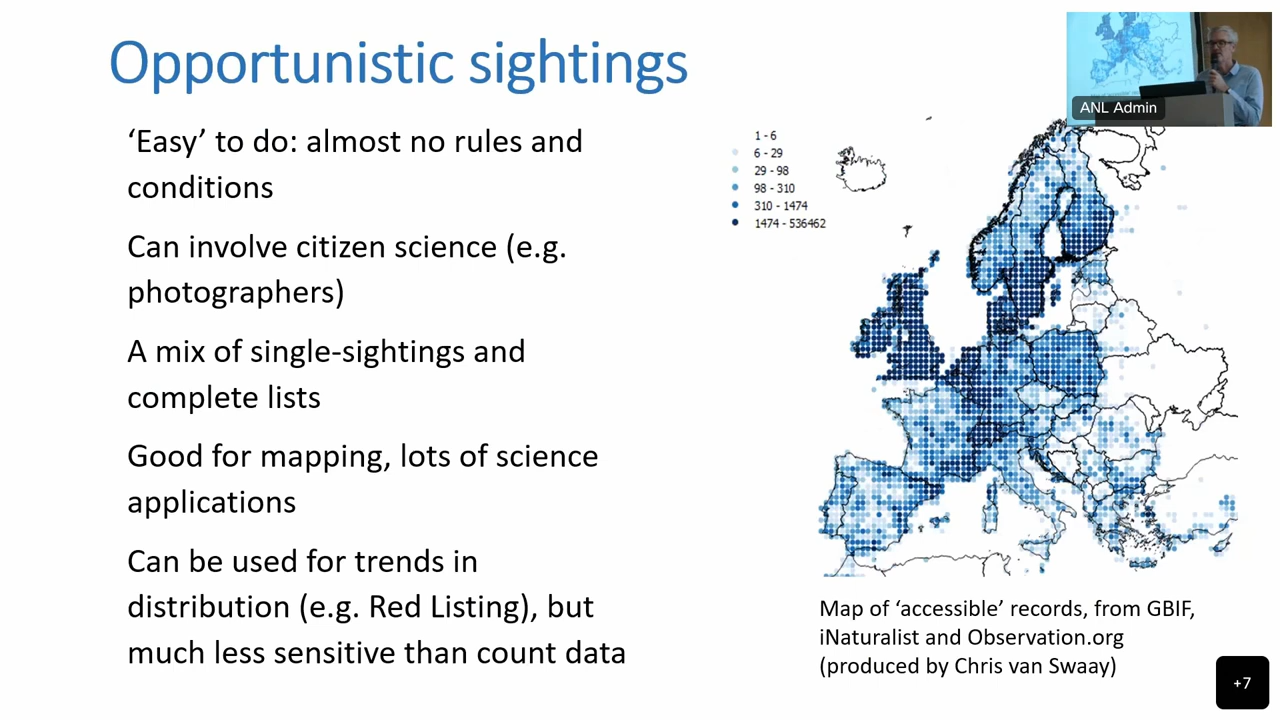 Opportunistic sightings
ANL Admin
‘Easy’ to do: almost no rules and
conditions
Can involve citizen science (e.g.
photographers)
A mix of single-sightings and
complete lists
Good for mapping, lots of science
applications
Can be used for trends in
distribution (e.g. Red Listing), but
much less sensitive than count data
1 - 6
6 - 29
29 - 98
98 - 310
310 - 1474
1474 - 536462
Map of ‘accessible’ records, from GBIF,
iNaturalist and Observation.org
(produced by Chris van Swaay)
+7